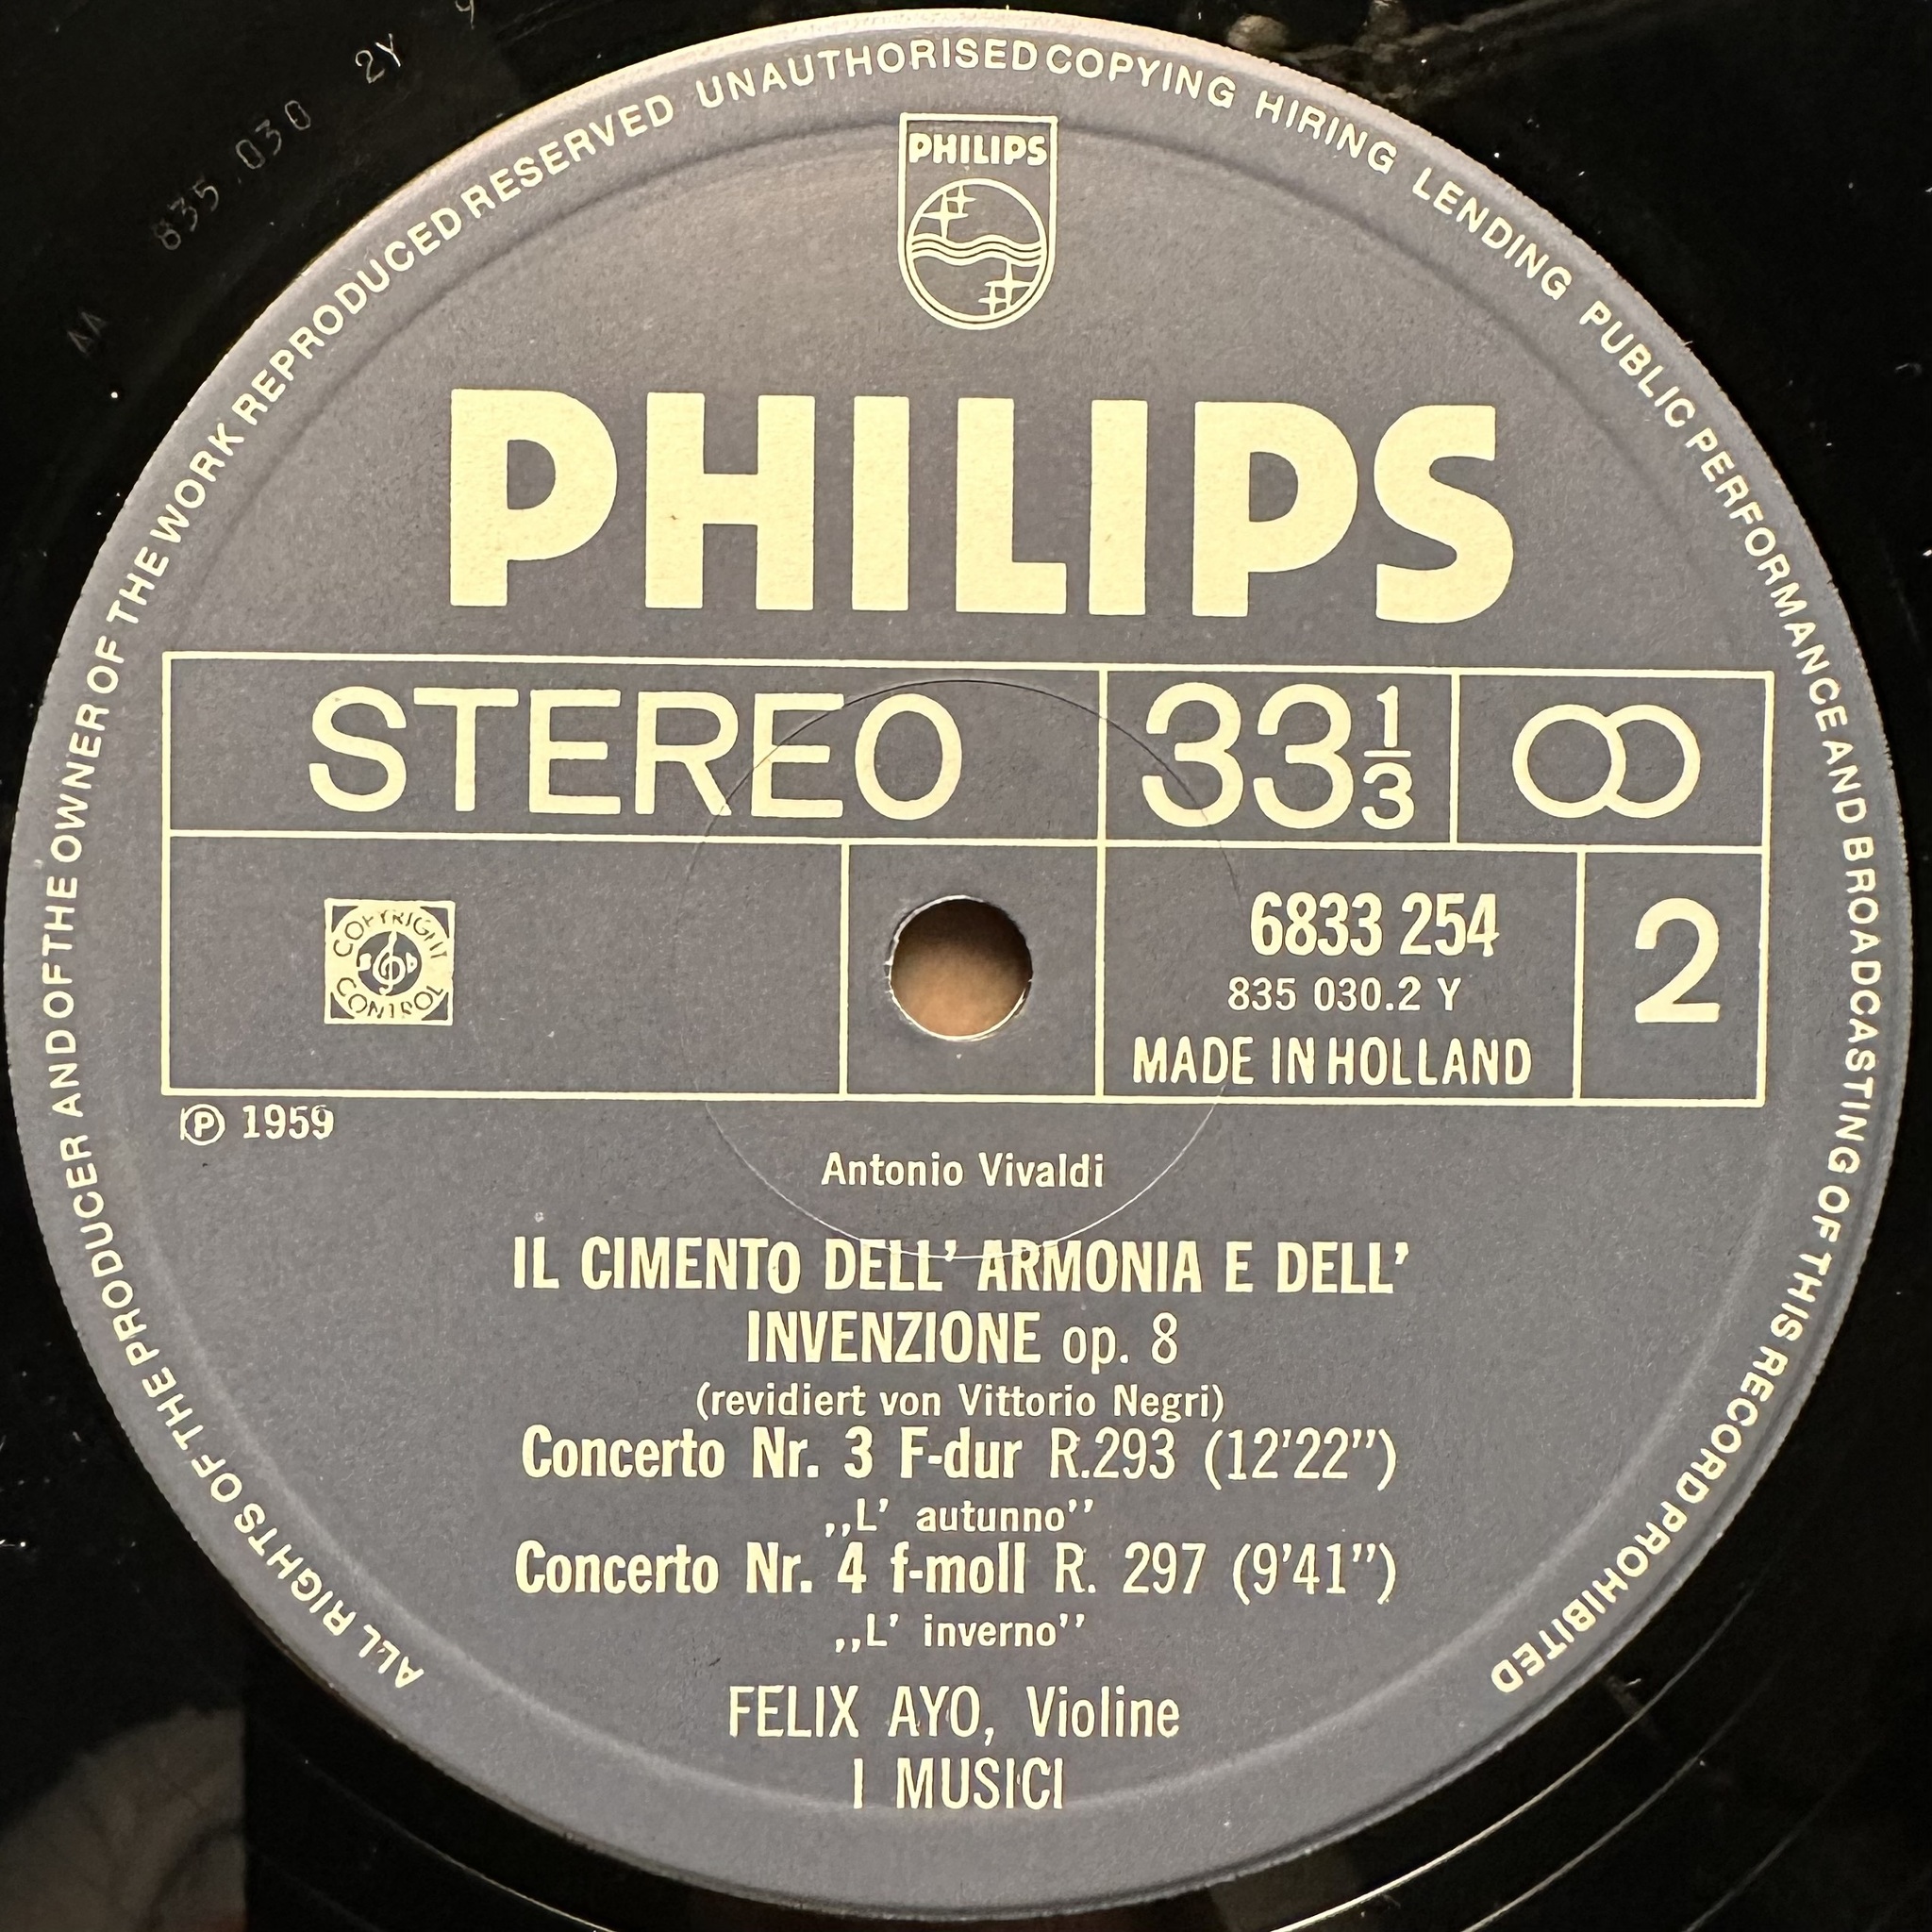 835 030 2Y 9
AA
ALL RIGHTS OF THE PRODUCER AND OF THE OWNER OF THE WORK REPRODUCED RESERVED UNAUTHORISED COPYING HIRING LENDING PUBLIC PERFORMANCE AND BROADCASTING OF THIS RECORD PROHIBITED
PHILIPS
PHILIPS
STEREO
33 1/3
COPYRIGHT
CONTROL
6833 254
835 030.2 Y
MADE IN HOLLAND
2
℗ 1959
Antonio Vivaldi
IL CIMENTO DELL' ARMONIA E DELL'
INVENZIONE op. 8
(revidiert von Vittorio Negri)
Concerto Nr. 3 F-dur R.293 (12'22'')
,,L' autunno''
Concerto Nr. 4 f-moll R. 297 (9'41'')
,,L' inverno''
FELIX AYO, Violine
I MUSICI